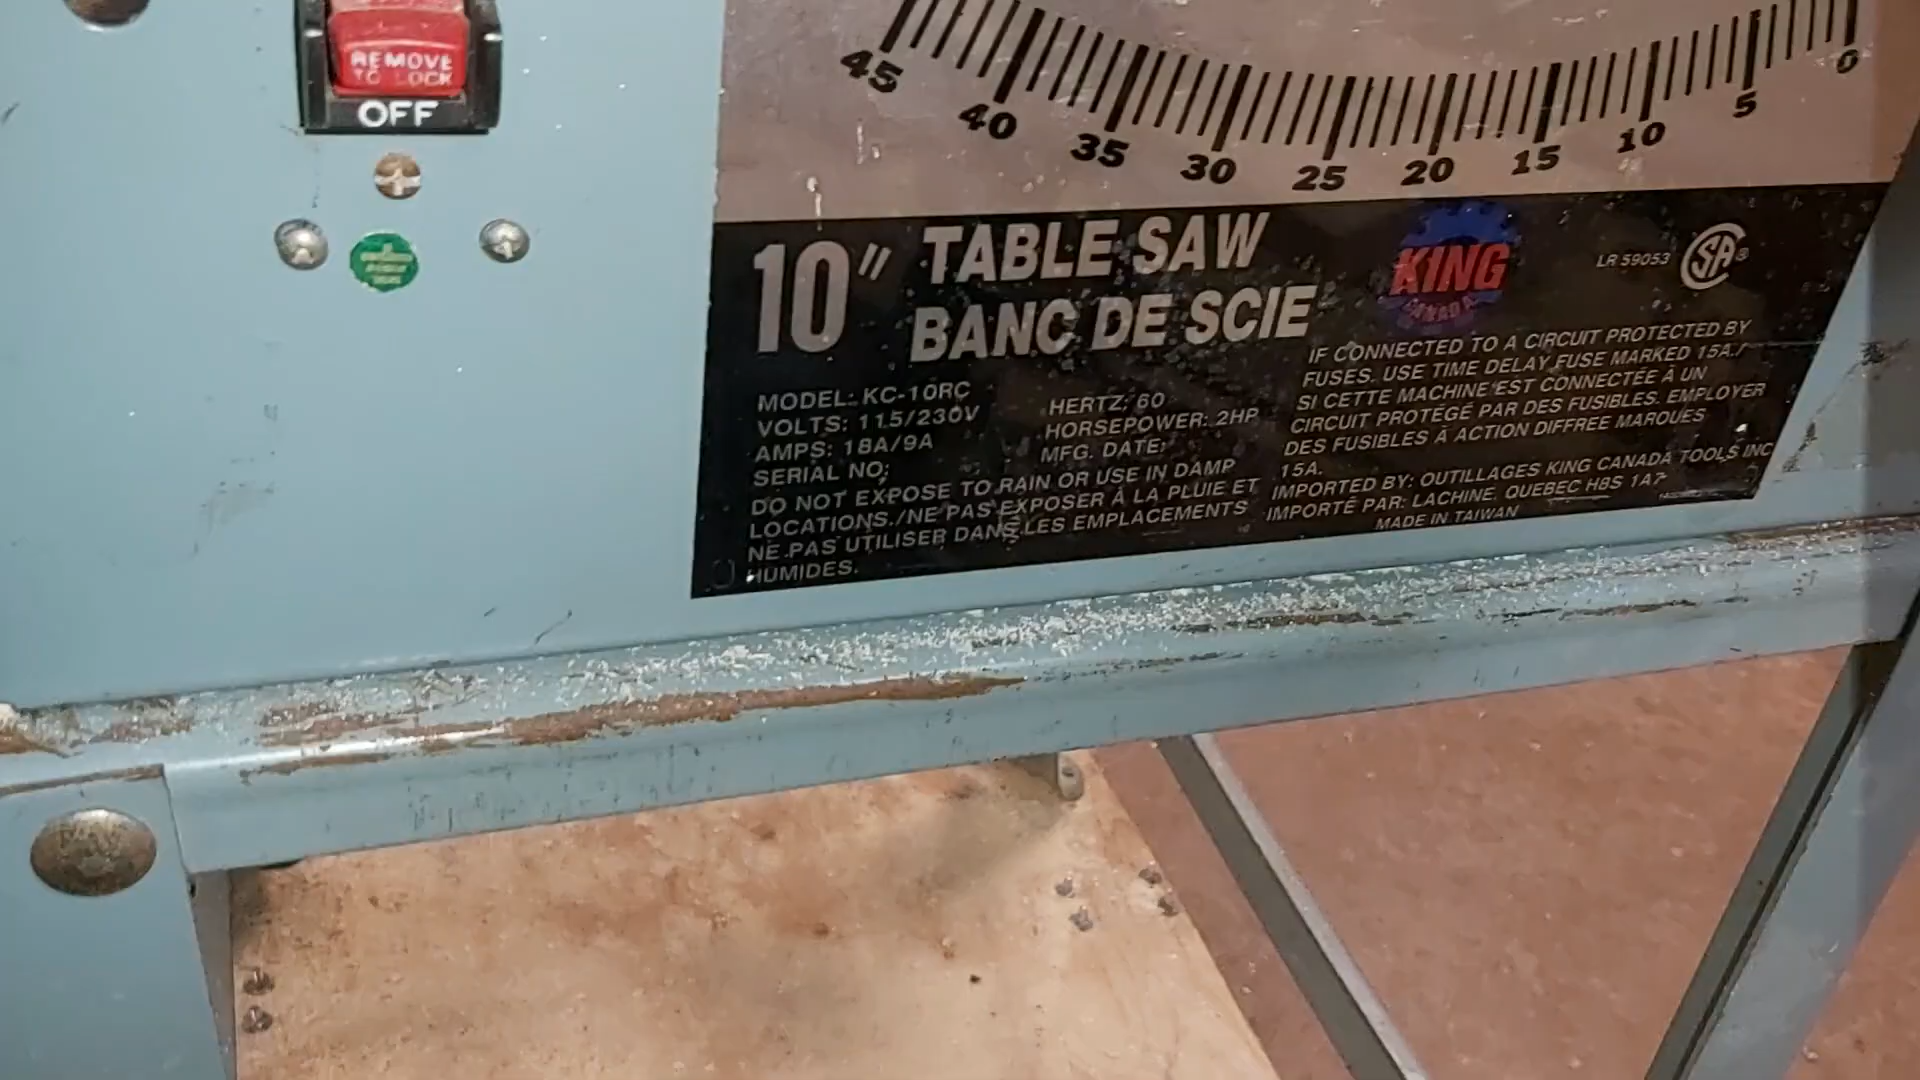 REMOVE
TO LOCK
OFF
45 40 35 30 25 20 15 10 5 0
10" TABLE SAW
BANC DE SCIE
KING
CANADA
LR 59053 CSA®
MODEL: KC-10RC
VOLTS: 115/230V
AMPS: 18A/9A
SERIAL NO:
HERTZ: 60
HORSEPOWER: 2HP
MFG. DATE:
DO NOT EXPOSE TO RAIN OR USE IN DAMP
LOCATIONS./NE PAS EXPOSER À LA PLUIE ET
NE PAS UTILISER DANS LES EMPLACEMENTS
HUMIDES.
IF CONNECTED TO A CIRCUIT PROTECTED BY
FUSES. USE TIME DELAY FUSE MARKED 15A./
SI CETTE MACHINE EST CONNECTÉE À UN
CIRCUIT PROTÉGÉ PAR DES FUSIBLES. EMPLOYER
DES FUSIBLES À ACTION DIFFREE MARQUÉS
15A.
IMPORTED BY: OUTILLAGES KING CANADA TOOLS INC
IMPORTÉ PAR: LACHINE, QUEBEC H8S 1A7
MADE IN TAIWAN